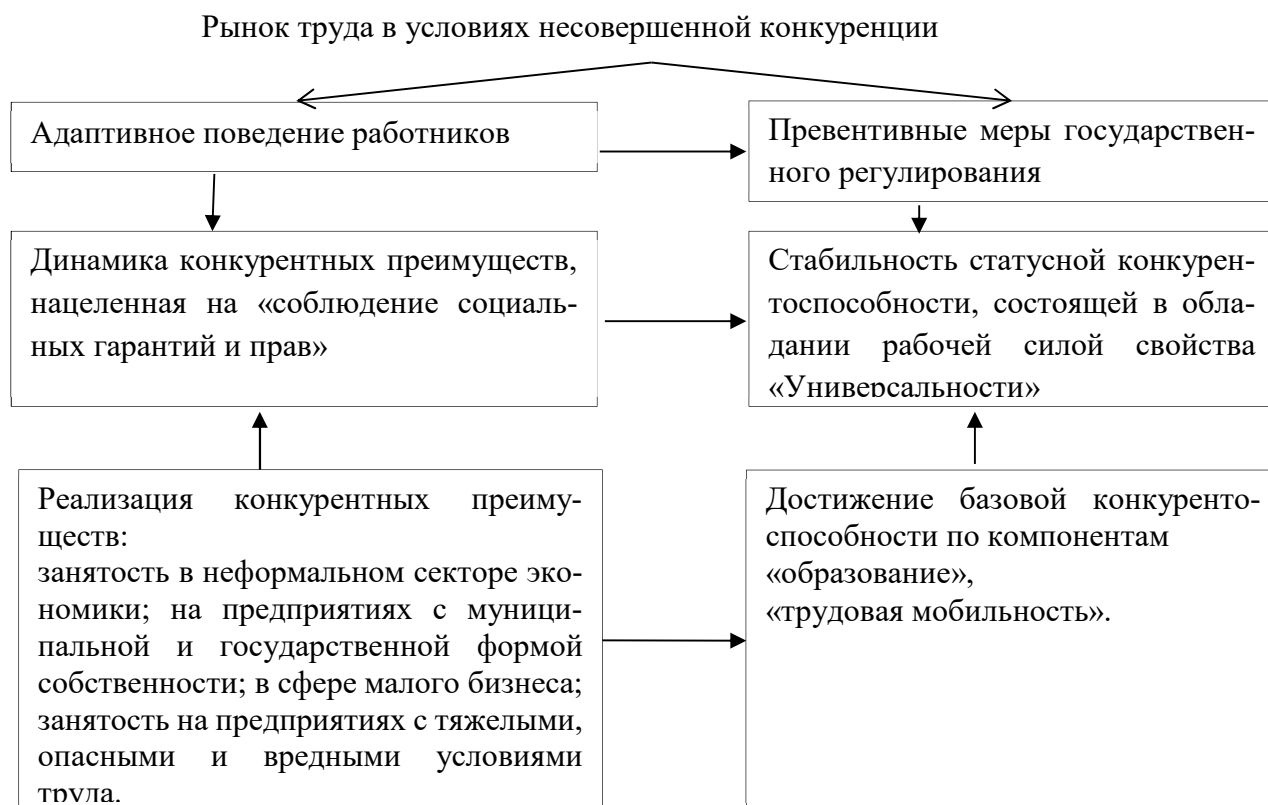 Рынок труда в условиях несовершенной конкуренции
Адаптивное поведение работников
Превентивные меры государствен-
ного регулирования
Динамика конкурентных преимуществ,
нацеленная на «соблюдение социаль-
ных гарантий и прав»
Стабильность статусной конкурен-
тоспособности, состоящей в обла-
дании рабочей силой свойства
«Универсальности»
Реализация конкурентных преиму-
ществ:
занятость в неформальном секторе эко-
номики; на предприятиях с муници-
пальной и государственной формой
собственности; в сфере малого бизнеса;
занятость на предприятиях с тяжелыми,
опасными и вредными условиями
труда.
Достижение базовой конкуренто-
способности по компонентам
«образование»,
«трудовая мобильность».